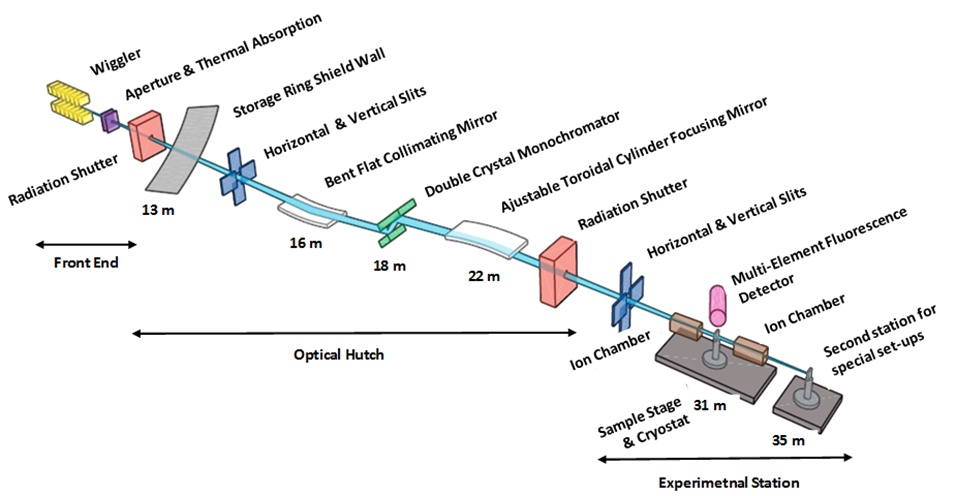 Wiggler
Aperture & Thermal Absorption
Storage Ring Shield Wall
Horizontal & Vertical Slits
Bent Flat Collimating Mirror
Double Crystal Monochromator
Ajustable Toroidal Cylinder Focusing Mirror
Radiation Shutter
Horizontal & Vertical Slits
Multi-Element Fluorescence
Detector
Ion Chamber
Second station for
special set-ups
Radiation Shutter
13 m
16 m
18 m
22 m
Front End
Optical Hutch
Ion Chamber
Sample Stage
& Cryostat
31 m
35 m
Experimetnal Station